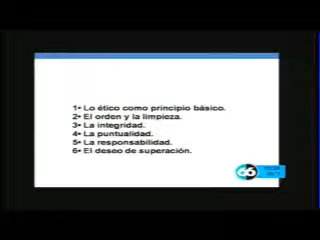 1• Lo ético como principio básico.
2• El orden y la limpieza.
3• La integridad.
4• La puntualidad.
5• La responsabilidad.
6• El deseo de superación.
66